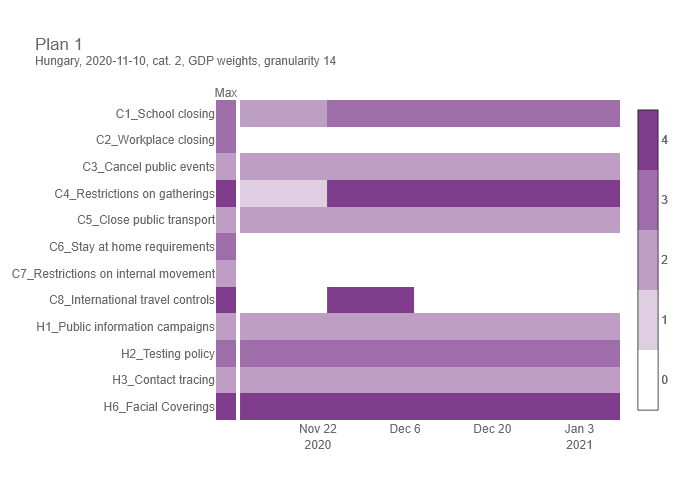 Plan 1
Hungary, 2020-11-10, cat. 2, GDP weights, granularity 14
Max
C1_School closing
C2_Workplace closing
C3_Cancel public events
C4_Restrictions on gatherings
C5_Close public transport
C6_Stay at home requirements
C7_Restrictions on internal movement
C8_International travel controls
H1_Public information campaigns
H2_Testing policy
H3_Contact tracing
H6_Facial Coverings
Nov 22 Dec 6 Dec 20 Jan 3
2020 2021
4
3
2
1
0